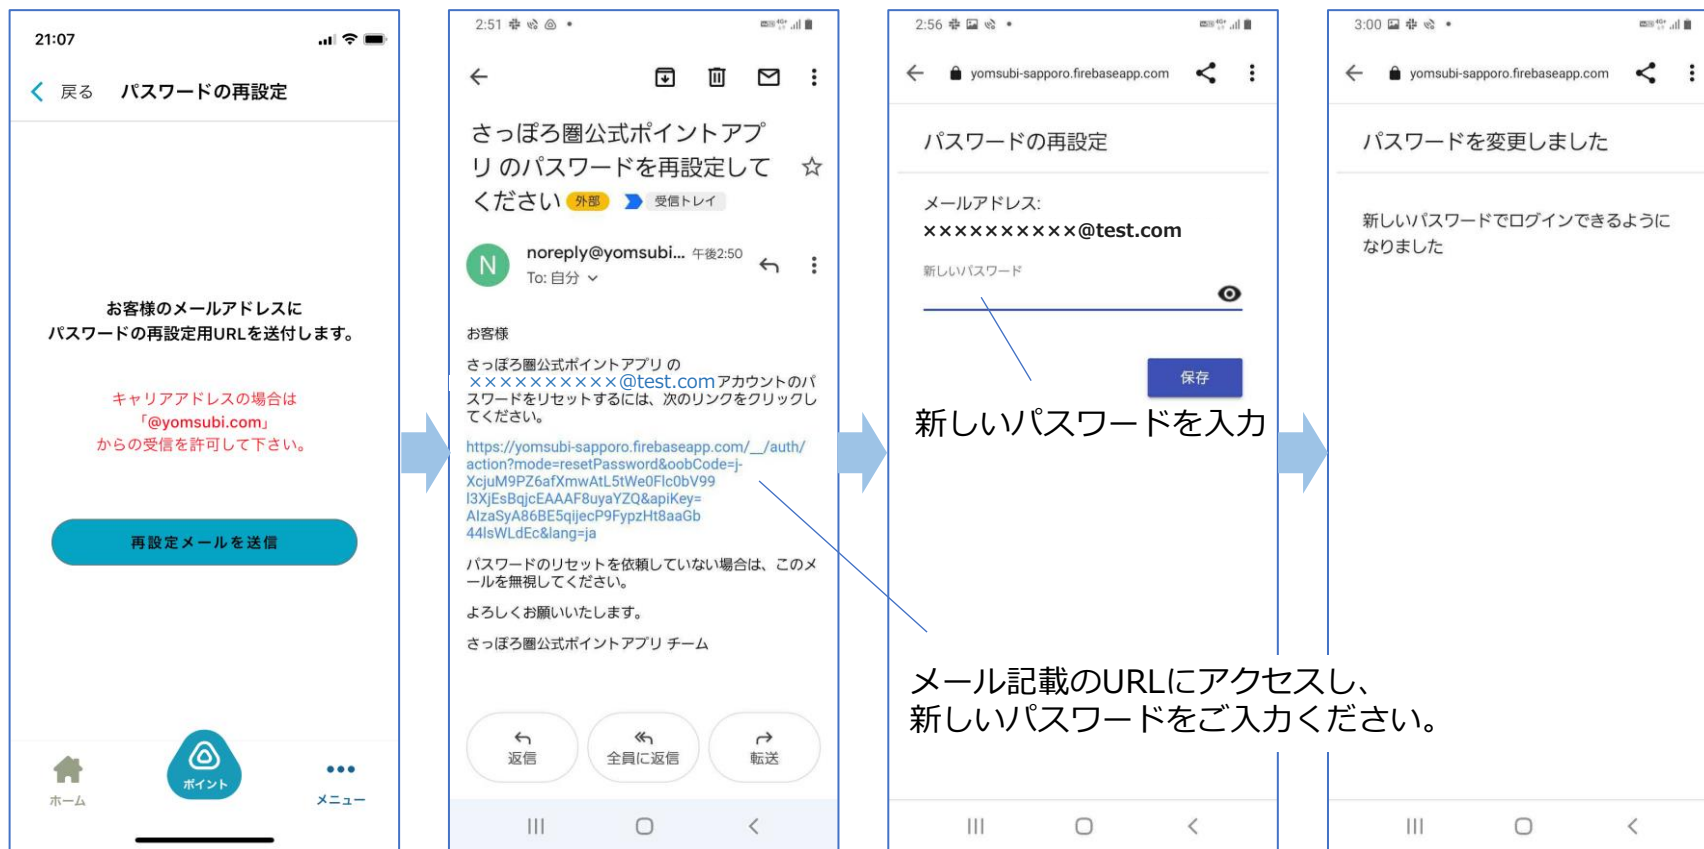 21:07
戻る パスワードの再設定
お客様のメールアドレスに
パスワードの再設定用URLを送付します。
キャリアアドレスの場合は
「@yomsubi.com」
からの受信を許可して下さい。
再設定メールを送信
ホーム
ポイント
メニュー
2:51
さっぽろ圏公式ポイントアプ
リ のパスワードを再設定して
ください 外部 受信トレイ
N
noreply@yomsubi... 午後2:50
To: 自分
お客様
さっぽろ圏公式ポイントアプリ の
××××××××××@test.comアカウントのパ
スワードをリセットするには、次のリンクをクリックし
てください。
https://yomsubi-sapporo.firebaseapp.com/__/auth/
action?mode=resetPassword&oobCode=j-
XcjuM9PZ6afXmwAtL5tWe0Flc0bV99
l3XjEsBqjcEAAAF8uyaYZQ&apiKey=
AIzaSyA86BE5qijecP9FypzHt8aaGb
44lsWLdEc&lang=ja
パスワードのリセットを依頼していない場合は、このメ
ールを無視してください。
よろしくお願いいたします。
さっぽろ圏公式ポイントアプリ チーム
返信
全員に返信
転送
2:56
yomsubi-sapporo.firebaseapp.com
パスワードの再設定
メールアドレス:
××××××××××@test.com
新しいパスワード
保存
新しいパスワードを入力
メール記載のURLにアクセスし、
新しいパスワードをご入力ください。
3:00
yomsubi-sapporo.firebaseapp.com
パスワードを変更しました
新しいパスワードでログインできるように
なりました